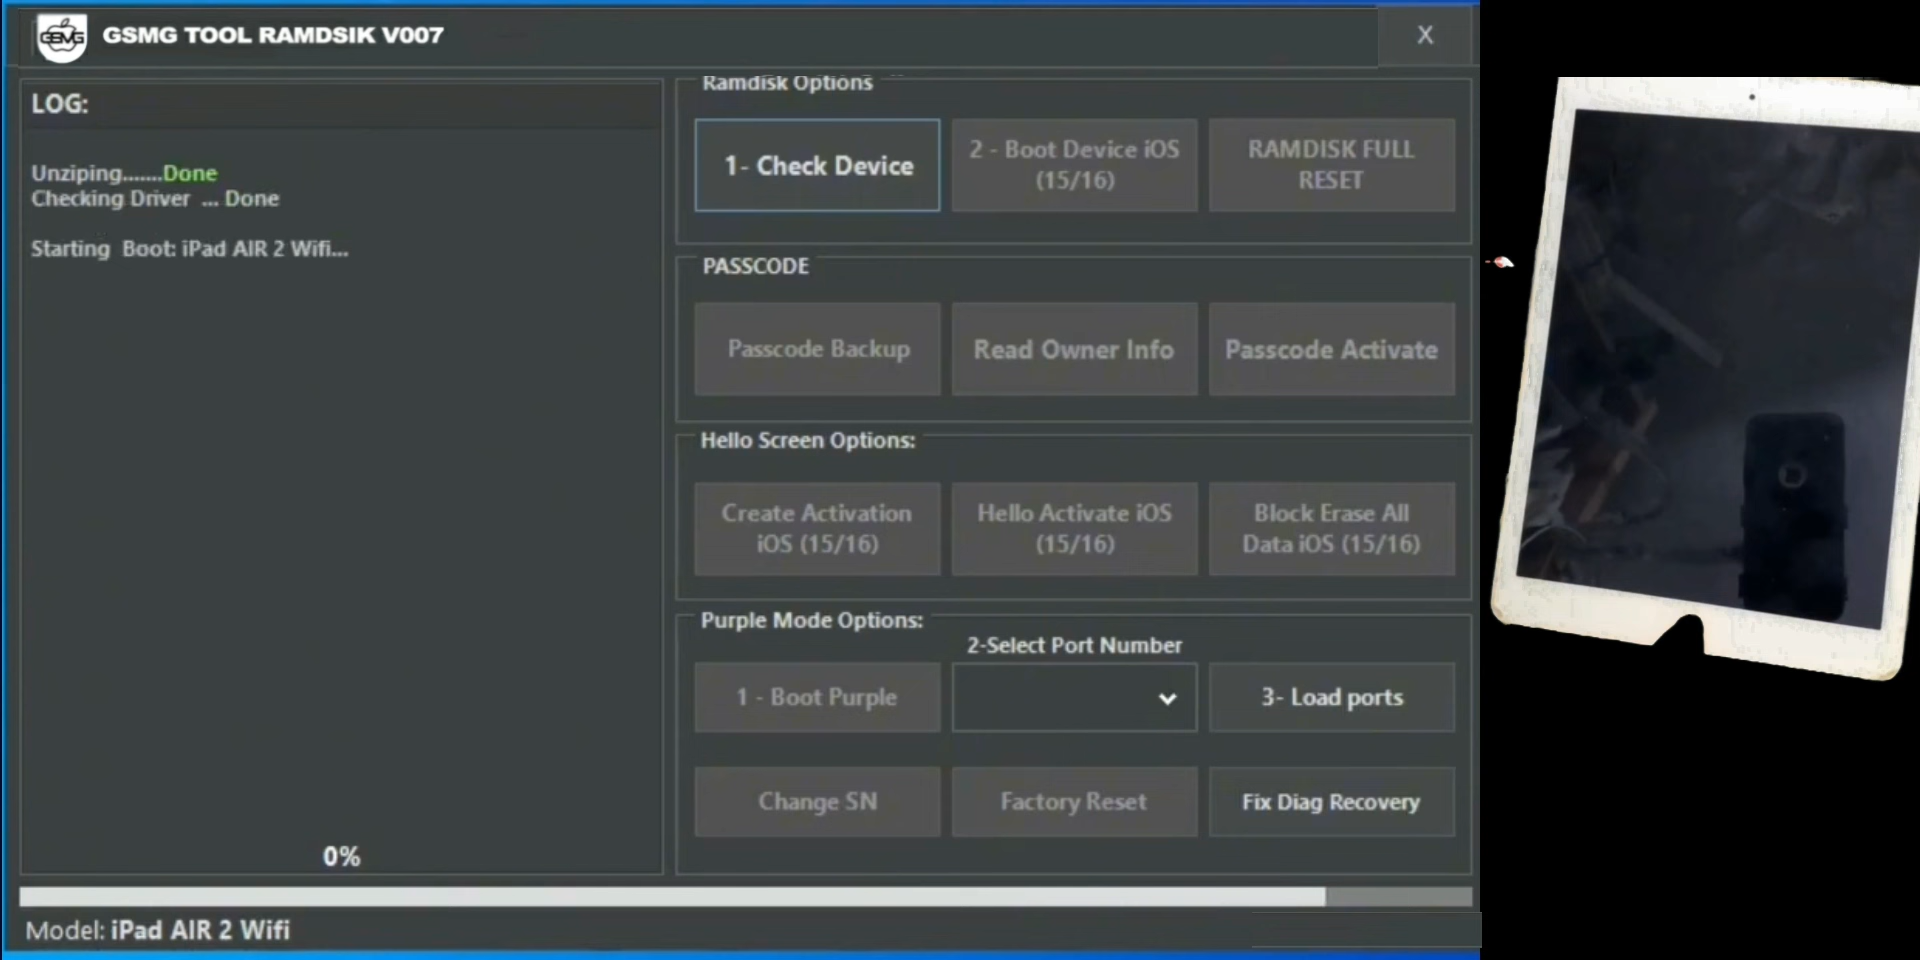 GSMG
GSMG TOOL RAMDSIK V007
X
LOG:
Unziping.......Done
Checking Driver ... Done
Starting Boot: iPad AIR 2 Wifi...
0%
Ramdisk Options
1- Check Device
2 - Boot Device iOS
(15/16)
RAMDISK FULL
RESET
PASSCODE
Passcode Backup
Read Owner Info
Passcode Activate
Hello Screen Options:
Create Activation
iOS (15/16)
Hello Activate iOS
(15/16)
Block Erase All
Data iOS (15/16)
Purple Mode Options:
2-Select Port Number
1 - Boot Purple
3- Load ports
Change SN
Factory Reset
Fix Diag Recovery
Model: iPad AIR 2 Wifi